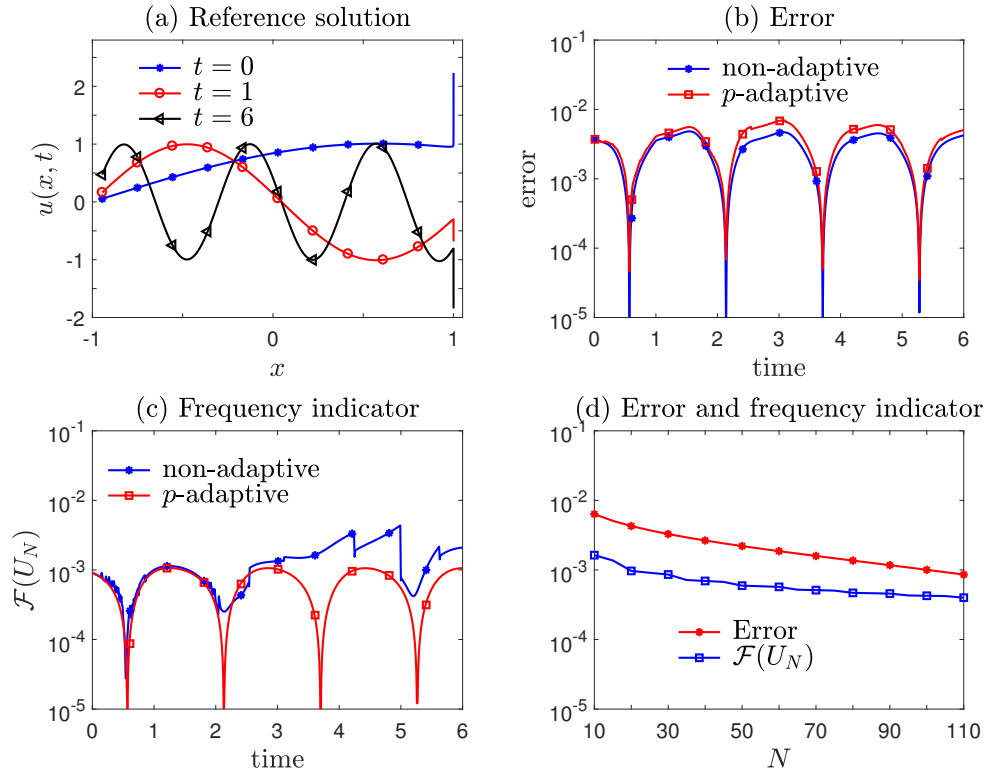 (a) Reference solution
t = 0
t = 1
t = 6
2
1
0
-1
-2
-1
0
1
x
u(x, t)
(b) Error
non-adaptive
p-adaptive
10^-1
10^-2
10^-3
10^-4
10^-5
0 1 2 3 4 5 6
time
error
(c) Frequency indicator
non-adaptive
p-adaptive
10^-1
10^-2
10^-3
10^-4
10^-5
0 1 2 3 4 5 6
time
F(U_N)
(d) Error and frequency indicator
Error
F(U_N)
10^-1
10^-2
10^-3
10^-4
10^-5
10 30 50 70 90 110
N